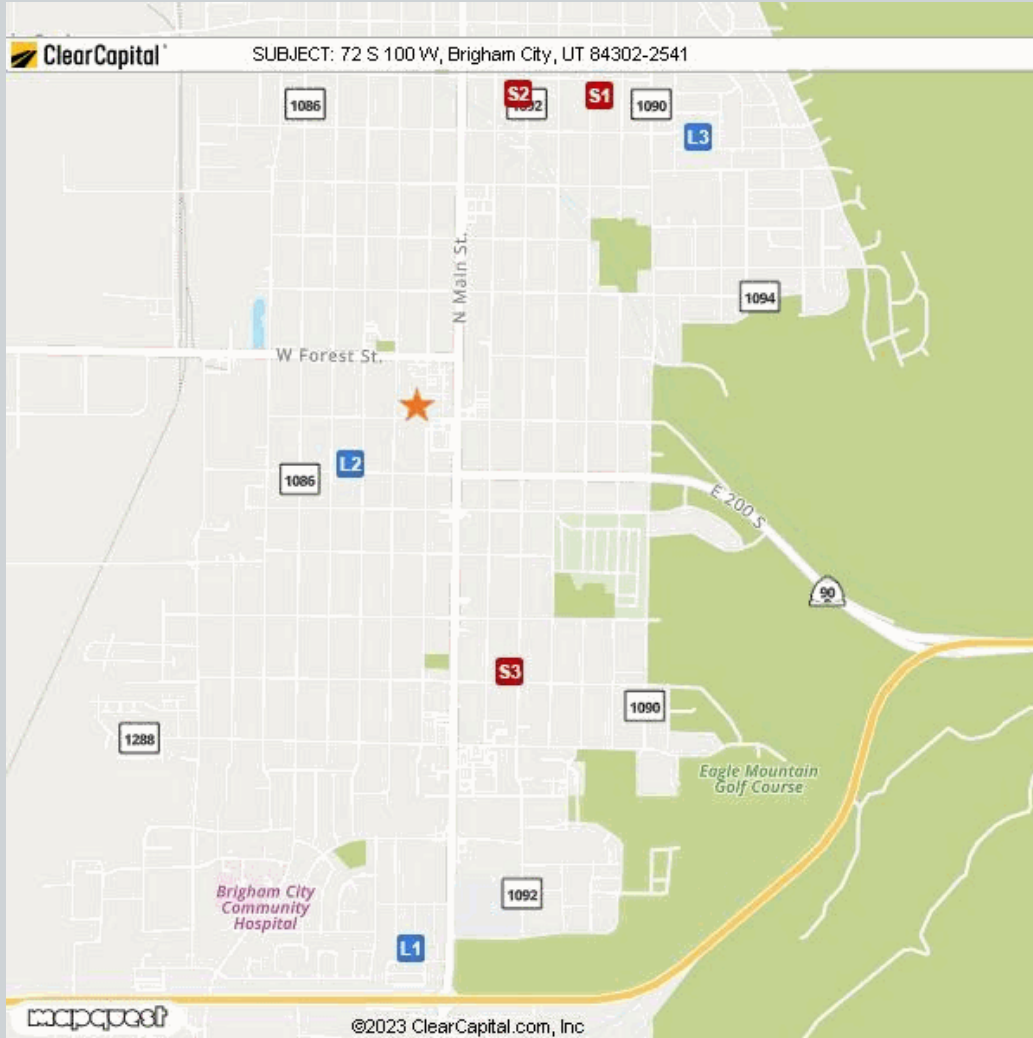 ClearCapital
SUBJECT: 72 S 100 W, Brigham City, UT 84302-2541
1086
S2
S1
1090
L3
N Main St.
1094
W Forest St.
L2
1086
E 200 S
90
S3
1090
1288
Eagle Mountain
Golf Course
Brigham City
Community
Hospital
1092
L1
mapquest
©2023 ClearCapital.com, Inc